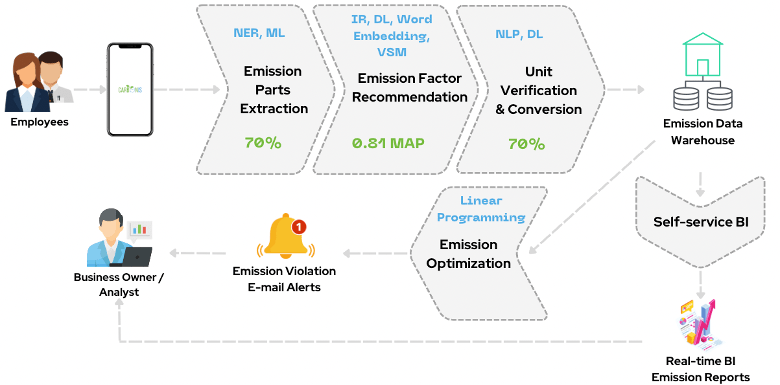 Employees
1
NER, ML
Emission
Parts
Extraction
70%
IR, DL, Word
Embedding,
VSM
Emission Factor
Recommendation
0.81 MAP
NLP, DL
Unit
Verification
& Conversion
70%
Emission Data
Warehouse
Self-service BI
Real-time BI
Emission Reports
Linear
Programming
Emission
Optimization
1
Emission Violation
E-mail Alerts
Business Owner /
Analyst